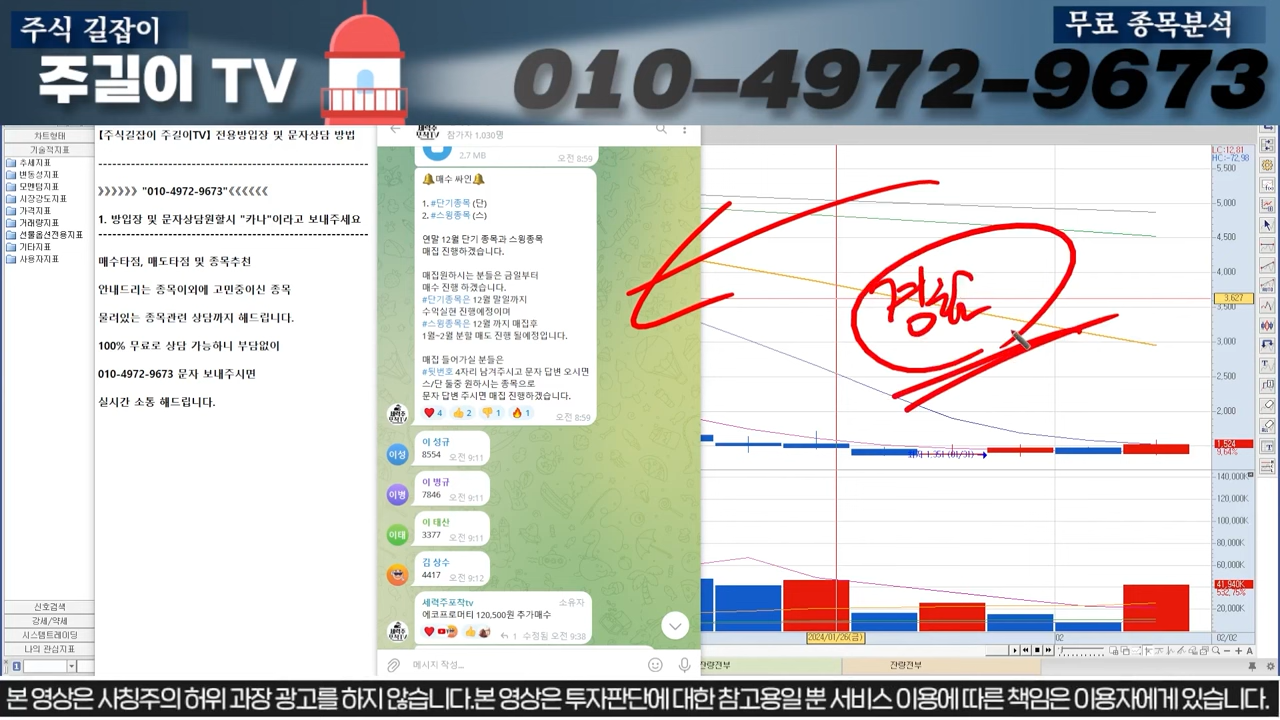 주식 길잡이
주길이 TV
무료 종목분석
010-4972-9673
차트형태
기술적지표
추세지표
변동성지표
모멘텀지표
시장강도지표
가격지표
거래량지표
선물옵션전용지표
기타지표
사용자지표
신호검색
강세/약세
시스템트레이딩
나의 관심지표
【주식길잡이 주길이TV】 전용방입장 및 문자상담 방법
》》》》》》 "010-4972-9673"《《《《《《
1. 방입장 및 문자상담원할시 "카나"이라고 보내주세요
매수타점, 매도타점 및 종목추천
안내드리는 종목이외에 고민중이신 종목
물려있는 종목관련 상담까지 해드립니다.
100% 무료로 상담 가능하니 부담없이
010-4972-9673 문자 보내주시면
실시간 소통 해드립니다.
참가자 1,030명
2.7 MB
오전 8:59
🔔매수 싸인🔔
1. #단기종목 (단)
2. #스윙종목 (스)
연말 12월 단기 종목과 스윙종목
매집 진행하겠습니다.
매집원하시는 분들은 금일부터
매수 진행 하겠습니다.
#단기종목은 12월 말일까지
수익실현 진행예정이며
#스윙종목은 12월 까지 매집후
1월~2월 분할 매도 진행 될예정입니다.
매집 들어가실 분들은
#뒷번호 4자리 남겨주시고 문자 답변 오시면
스/단 둘중 원하시는 종목으로
문자 답변 주시면 매집 진행하겠습니다.
❤️4 👍2 👎1 🔥1 오전 8:59
이 성규
8554 오전 9:11
이성
이 병규
7846 오전 9:11
이병
이 태산
3377 오전 9:11
이태
김 상수
4417 오전 9:12
세력주포착tv 소유자
에코프로머티 120,500원 추가매수
1 수정됨 오전 9:38
메시지 작성...
경험
LC:12,81
HC:-72,98
5,500
5,000
4,500
4,000
3,627
3,500
3,000
2,500
2,000
1,524
9.64%
1,351 (01/31)
140,000K
120,000K
100,000K
80,000K
60,000K
41,940K
532,75%
20,000K
2024/01/26(금)
02
02/02
잔량전부
잔량전부
본 영상은 사칭주의 허위 과장 광고를 하지 않습니다.본 영상은 투자판단에 대한 참고용일 뿐 서비스 이용에 따른 책임은 이용자에게 있습니다.